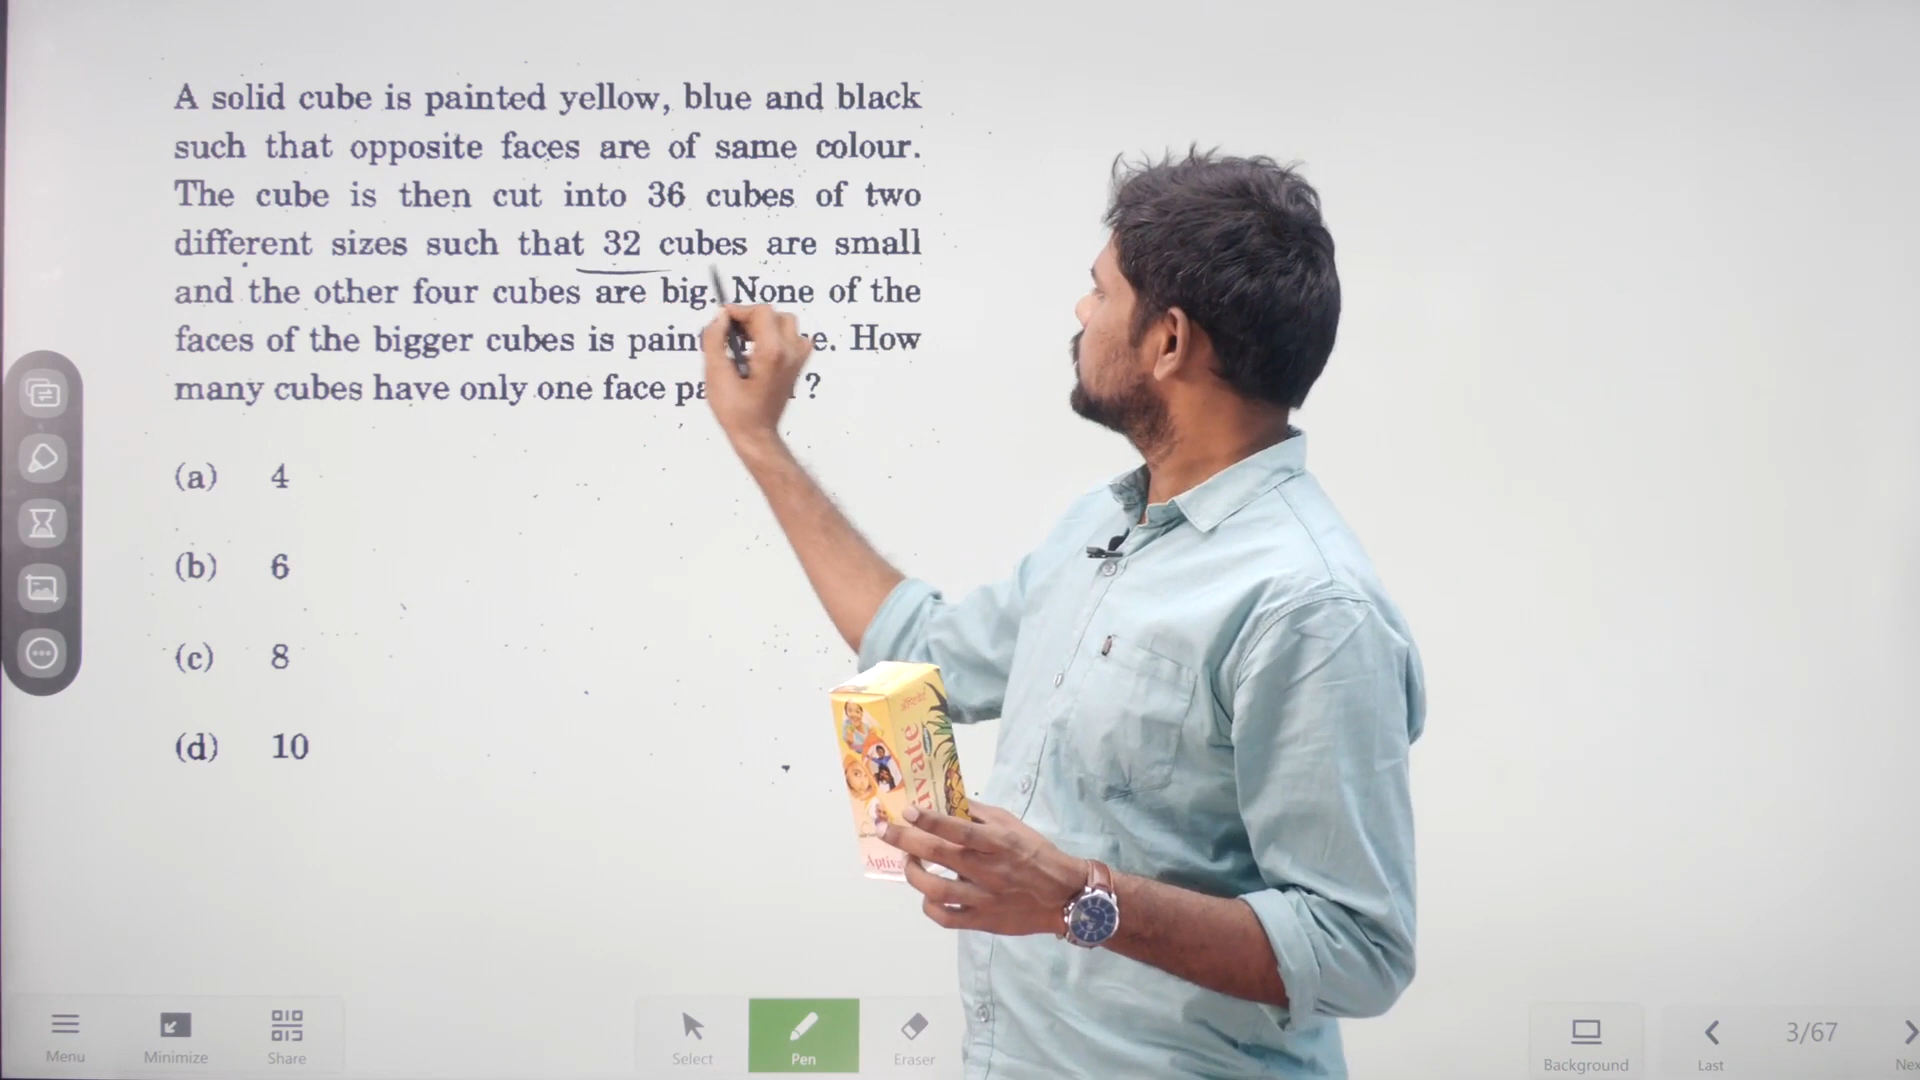 A solid cube is painted yellow, blue and black
such that opposite faces are of same colour.
The cube is then cut into 36 cubes of two
different sizes such that 32 cubes are small
and the other four cubes are big. None of the
faces of the bigger cubes is How
many cubes have only one face ?
(a) 4
(b) 6
(c) 8
(d) 10
Menu
Minimize
Share
Select
Pen
Eraser
Background
Last
3/67